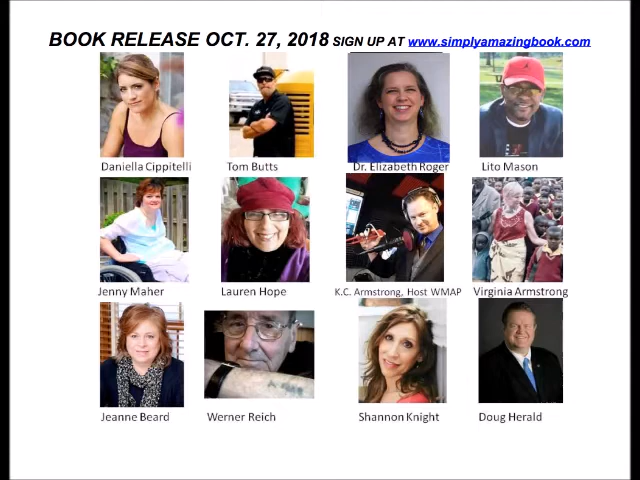 BOOK RELEASE OCT. 27, 2018 SIGN UP AT www.simplyamazingbook.com
Daniella Cippitelli Tom Butts Dr. Elizabeth Roger Lito Mason
Jenny Maher Lauren Hope K.C. Armstrong, Host WMAP Virginia Armstrong
Jeanne Beard Werner Reich Shannon Knight Doug Herald